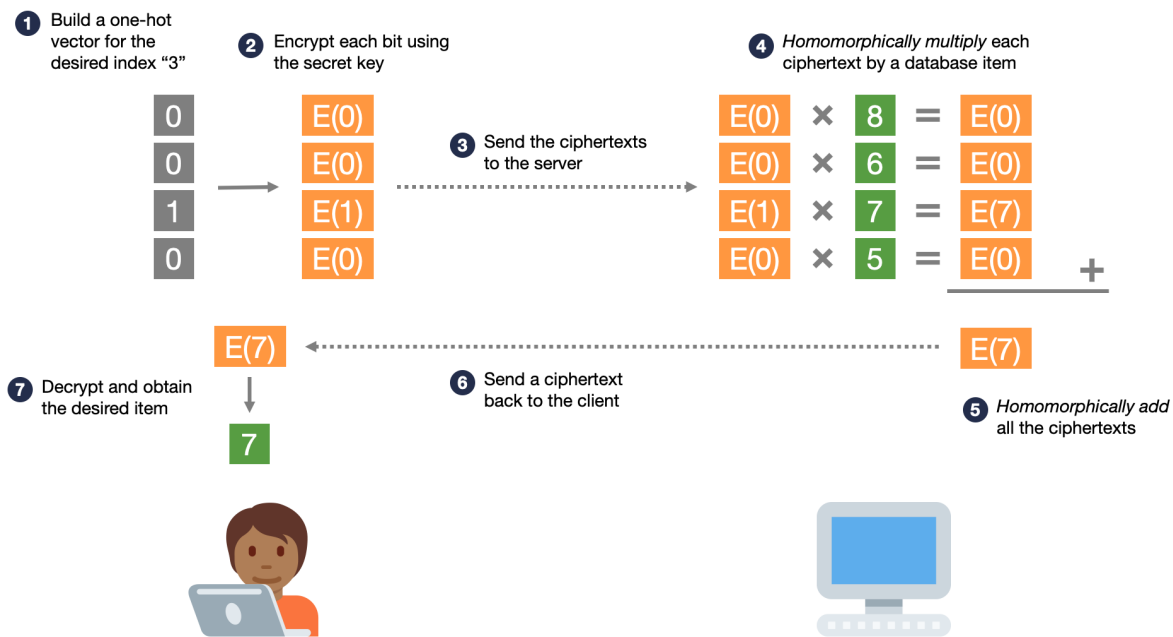 1 Build a one-hot
vector for the
desired index “3”
2 Encrypt each bit using
the secret key
4 Homomorphically multiply each
ciphertext by a database item
0
0
1
0
E(0)
E(0)
E(1)
E(0)
3 Send the ciphertexts
to the server
E(0) × 8 = E(0)
E(0) × 6 = E(0)
E(1) × 7 = E(7)
E(0) × 5 = E(0) +
E(7)
5 Homomorphically add
all the ciphertexts
6 Send a ciphertext
back to the client
E(7)
7 Decrypt and obtain
the desired item
7